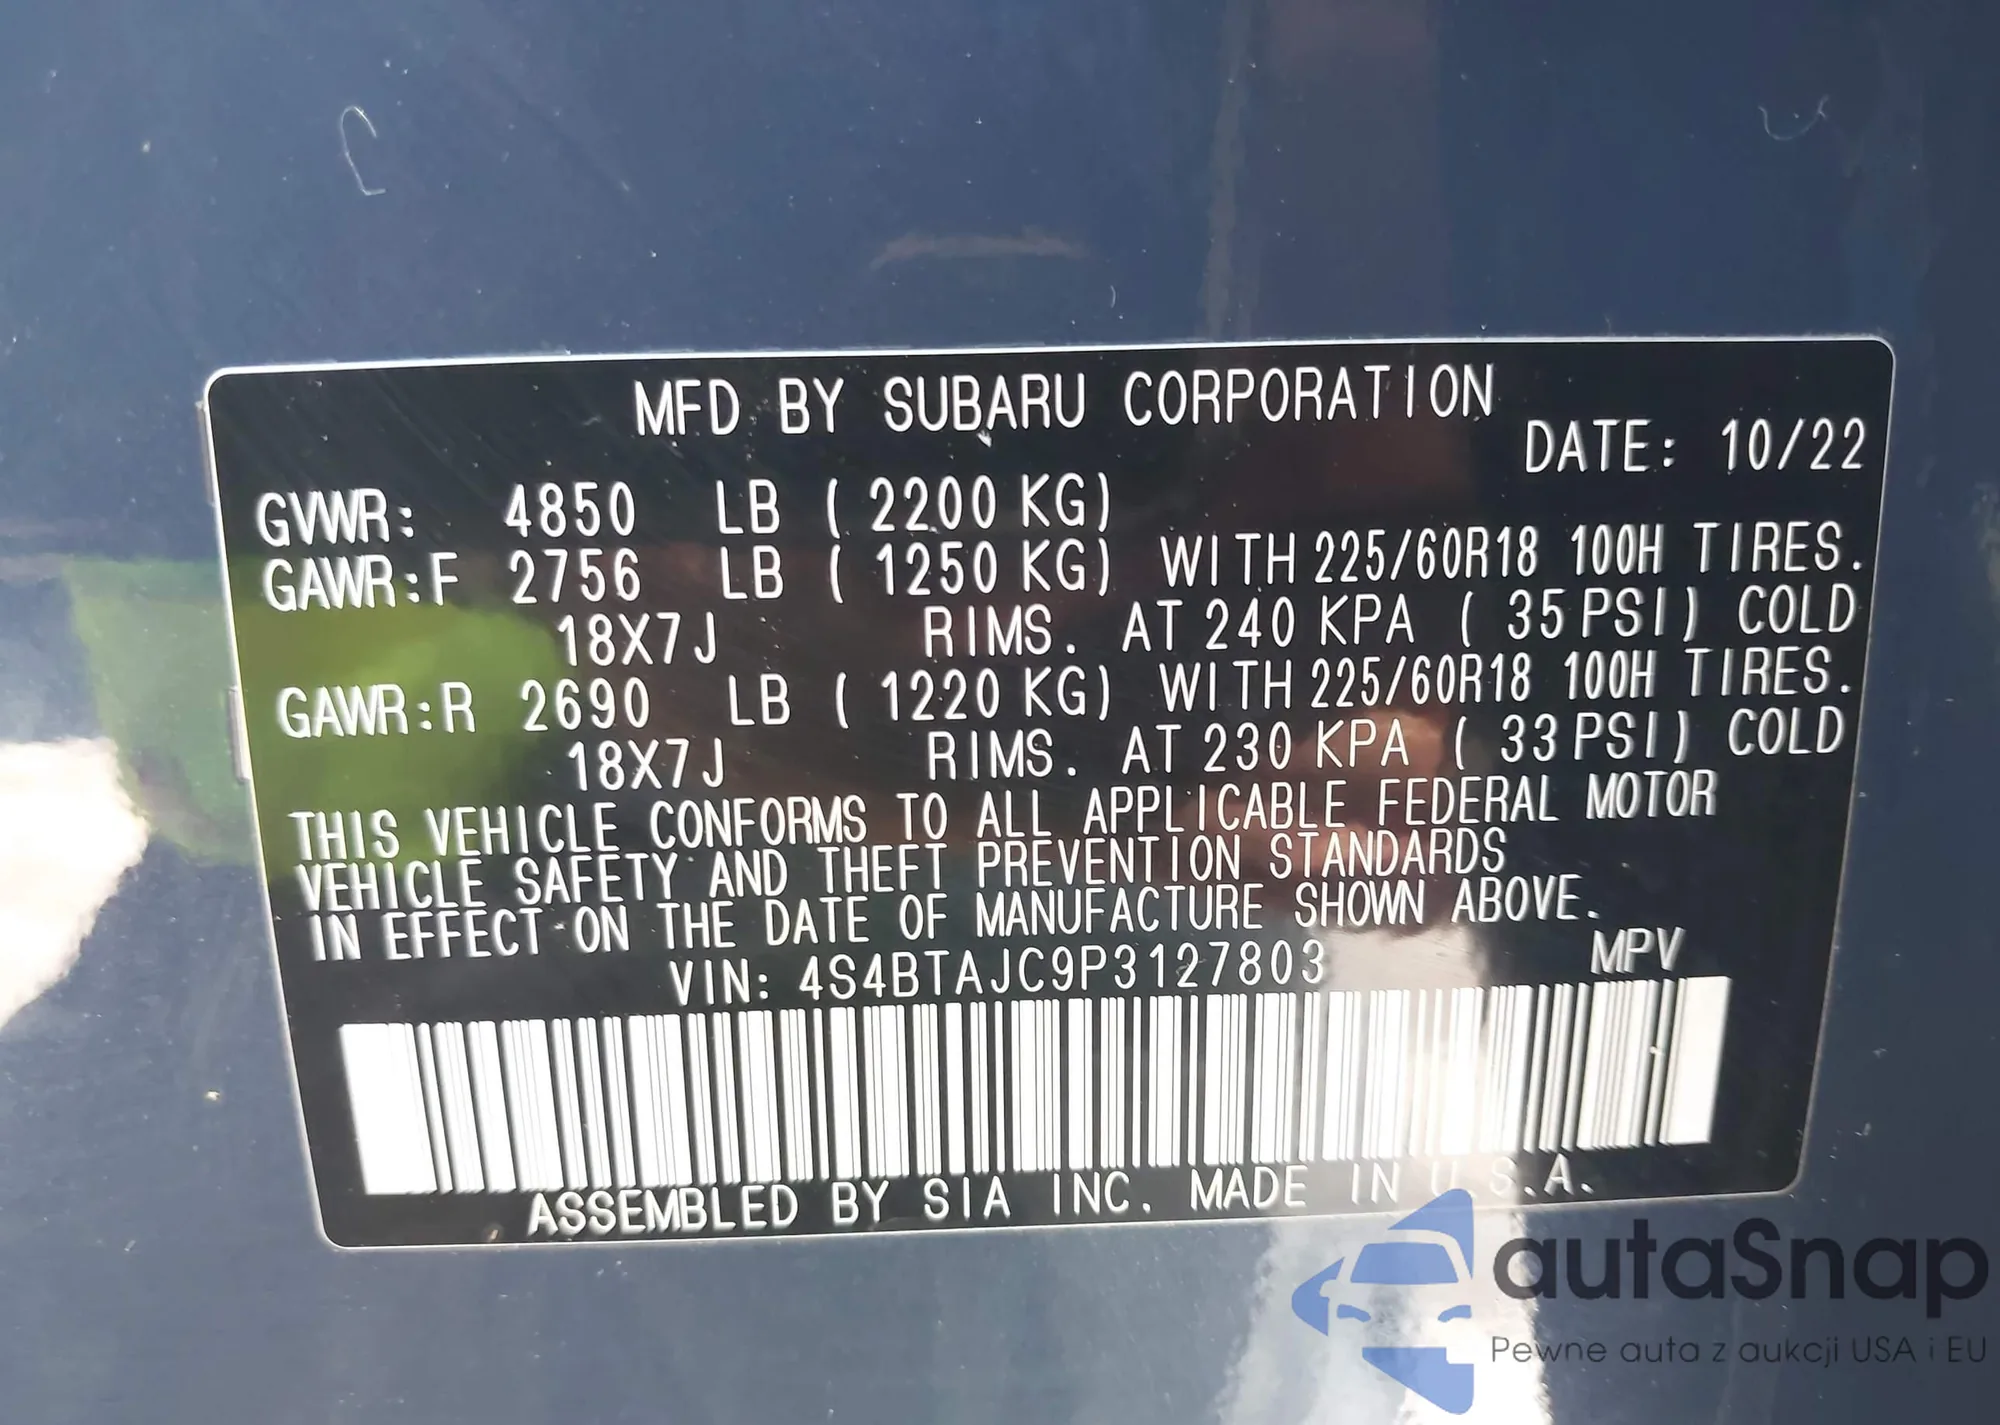 MFD BY SUBARU CORPORATION
DATE: 10/22
GVWR: 4850 LB ( 2200 KG)
GAWR:F 2756 LB ( 1250 KG) WITH 225/60R18 100H TIRES.
18X7J RIMS. AT 240 KPA ( 35 PSI) COLD
GAWR:R 2690 LB ( 1220 KG) WITH 225/60R18 100H TIRES.
18X7J RIMS. AT 230 KPA ( 33 PSI) COLD
THIS VEHICLE CONFORMS TO ALL APPLICABLE FEDERAL MOTOR
VEHICLE SAFETY AND THEFT PREVENTION STANDARDS
IN EFFECT ON THE DATE OF MANUFACTURE SHOWN ABOVE.
VIN: 4S4BTAJC9P3127803 MPV
ASSEMBLED BY SIA INC. MADE IN U.S.A.
autaSnap
Pewne auta z aukcji USA i EU